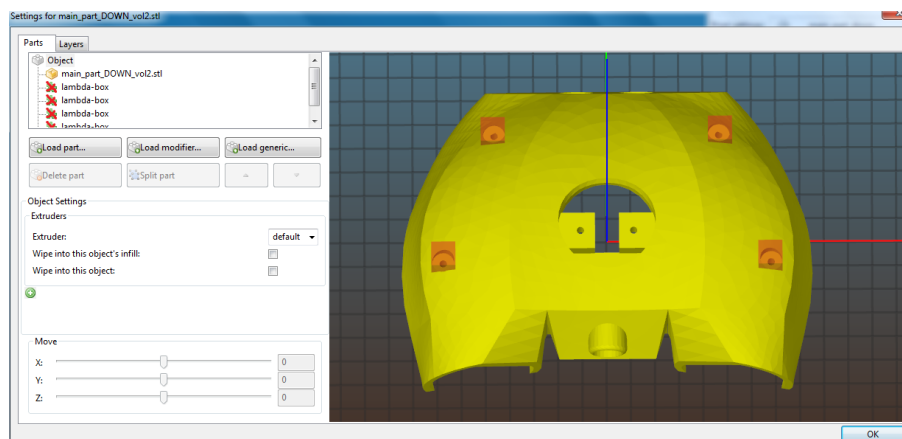 Settings for main_part_DOWN_vol2.stl
Parts Layers
Object
main_part_DOWN_vol2.stl
lambda-box
lambda-box
lambda-box
lambda-box
Load part... Load modifier... Load generic...
Delete part Split part
Object Settings
Extruders
Extruder: default
Wipe into this object's infill:
Wipe into this object:
Move
X: 0
Y: 0
Z: 0
OK